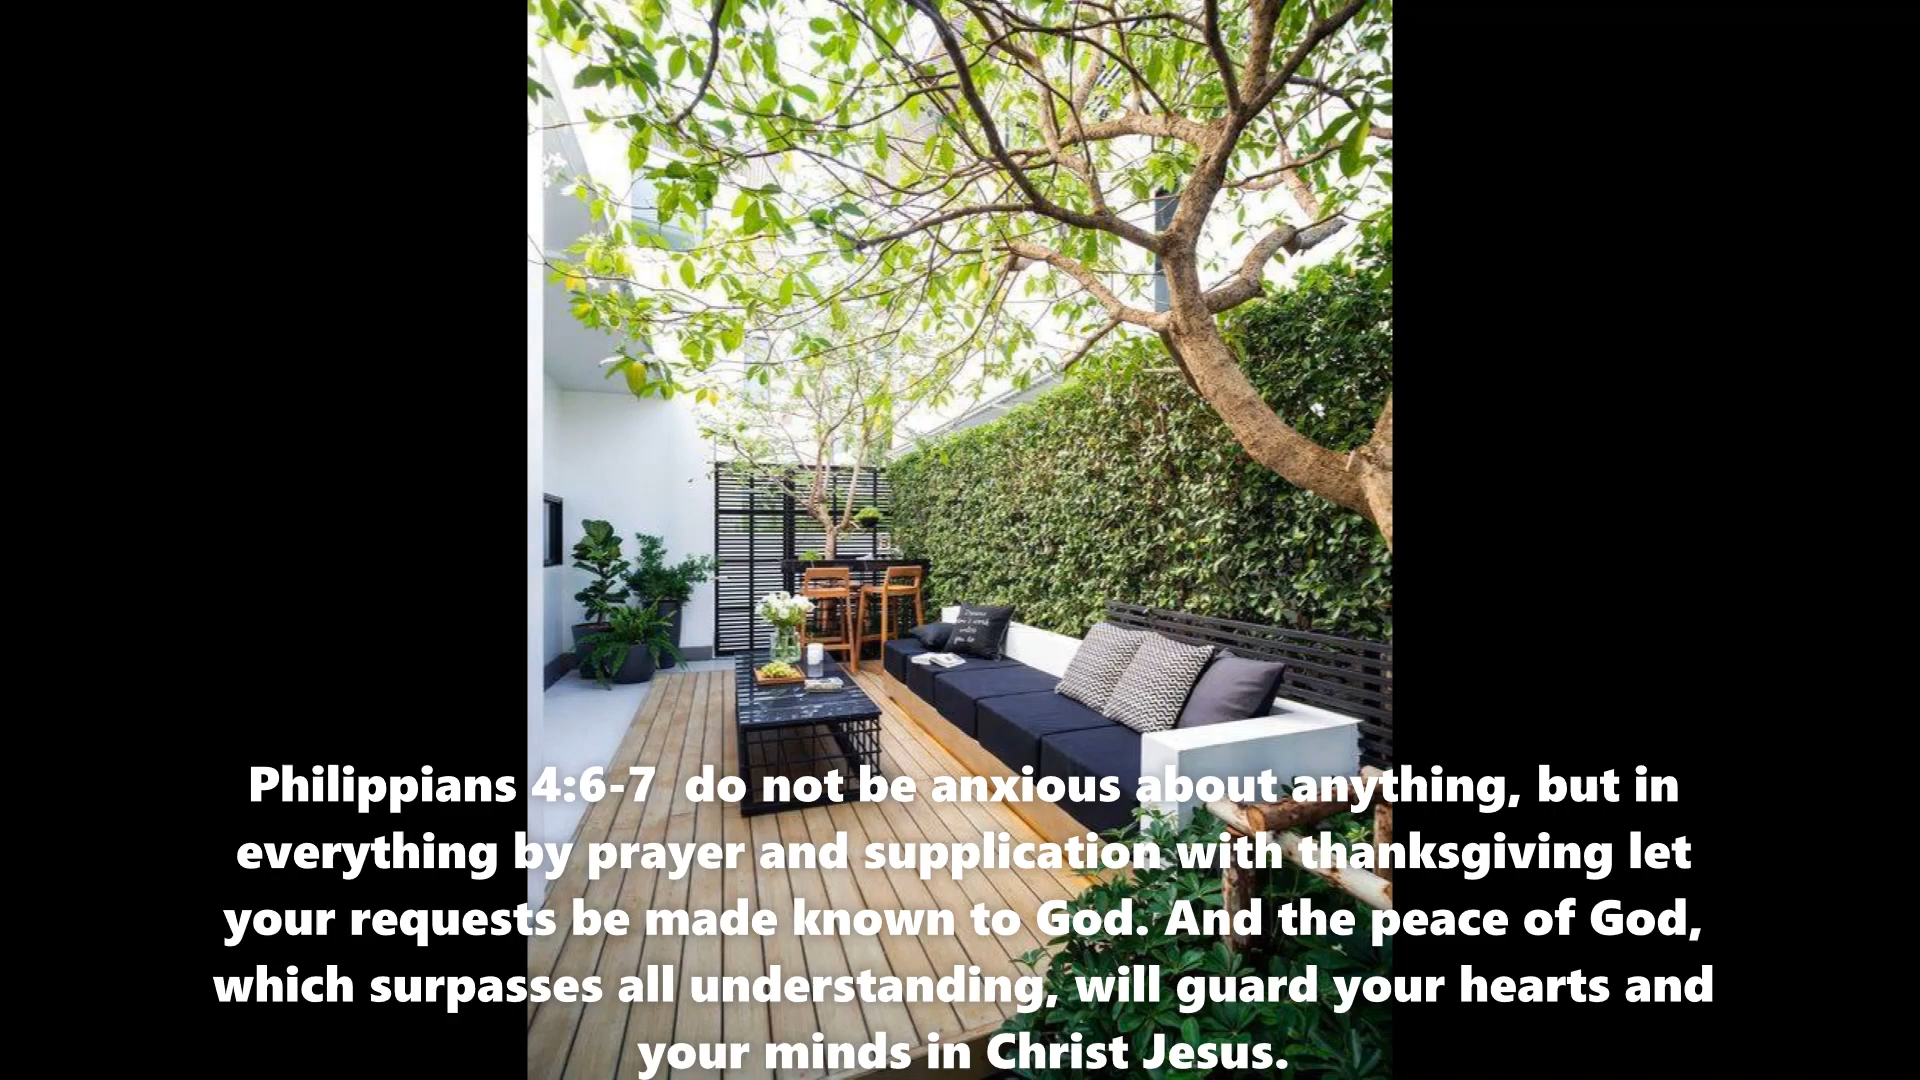 Philippians 4:6-7  do not be anxious about anything, but in
everything by prayer and supplication with thanksgiving let
your requests be made known to God. And the peace of God,
which surpasses all understanding, will guard your hearts and
your minds in Christ Jesus.